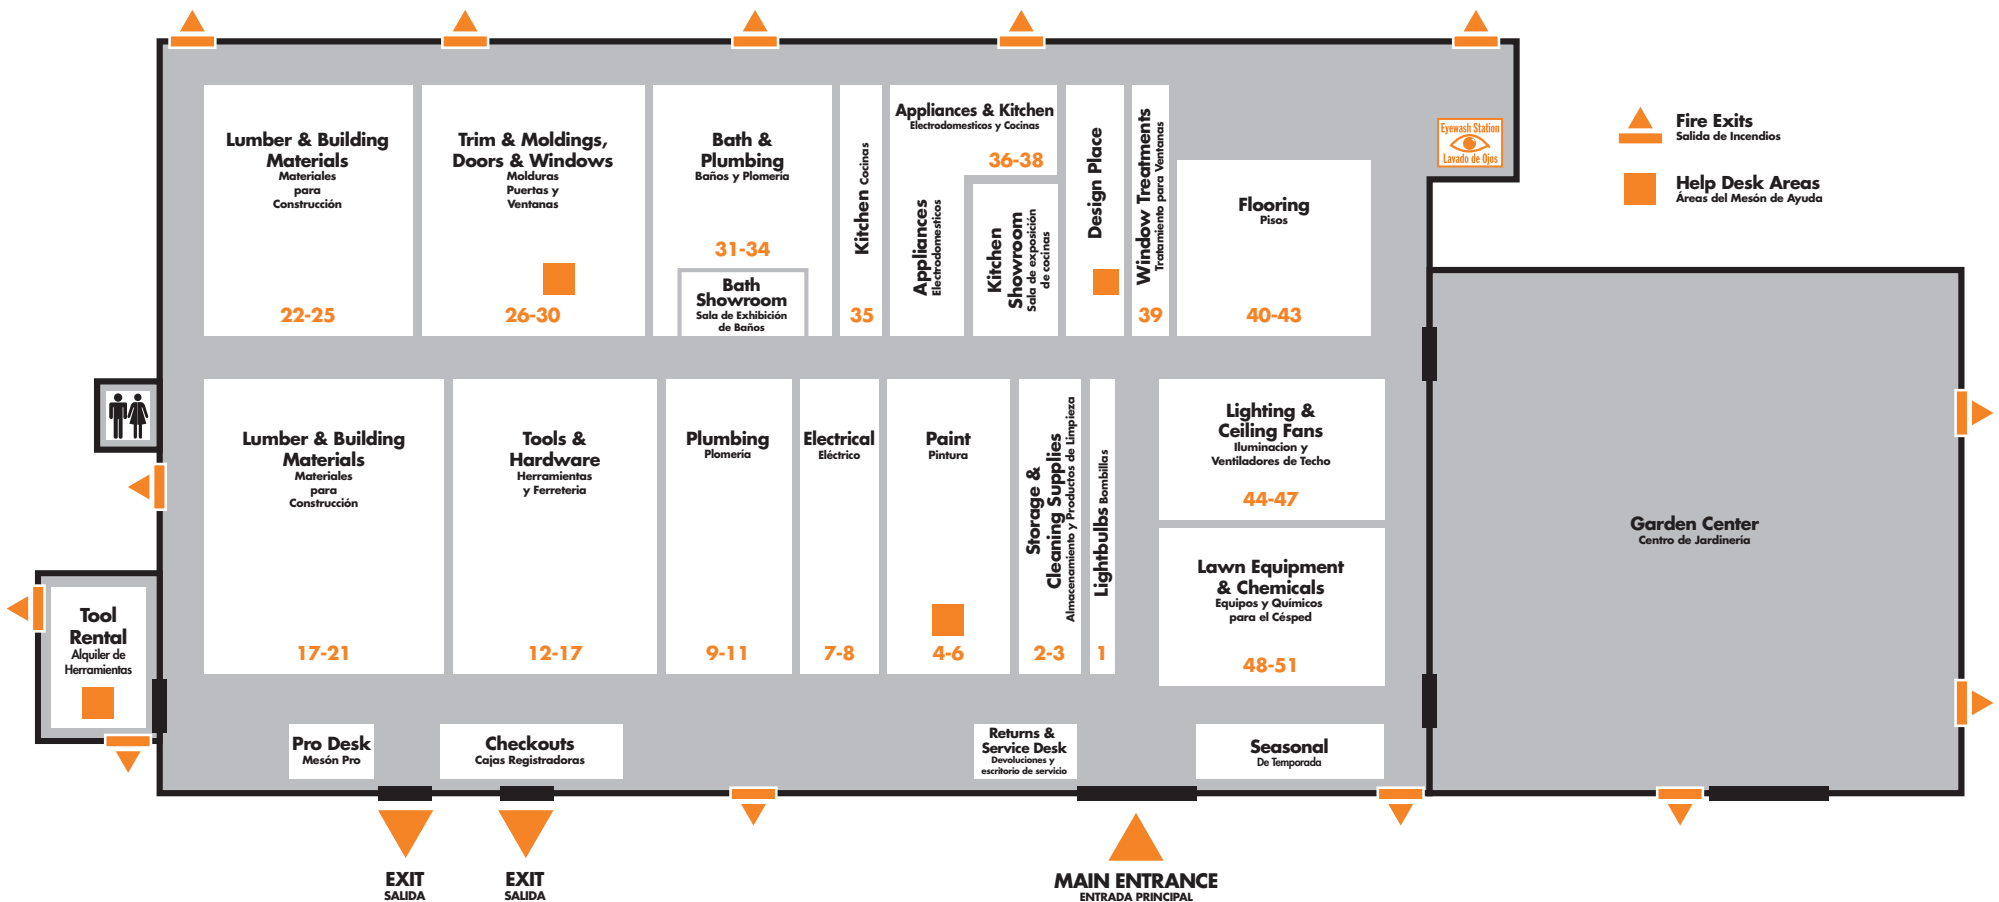 Lumber & Building
Materials
Materiales
para
Construcción
22-25
Trim & Moldings,
Doors & Windows
Molduras
Puertas y
Ventanas
26-30
Bath &
Plumbing
Baños y Plomería
31-34
Bath
Showroom
Sala de Exhibición
de Baños
Kitchen Cocinas
35
Appliances & Kitchen
Electrodomesticos y Cocinas
36-38
Appliances
Electrodomesticos
Kitchen
Showroom
Sala de exposición
de cocinas
Design Place
Window Treatments
Tratamiento para Ventanas
39
Flooring
Pisos
40-43
Eyewash Station
Lavado de Ojos
Fire Exits
Salida de Incendios
Help Desk Areas
Áreas del Mesón de Ayuda
Lumber & Building
Materials
Materiales
para
Construcción
17-21
Tools &
Hardware
Herramientas
y Ferreteria
12-17
Plumbing
Plomería
9-11
Electrical
Eléctrico
7-8
Paint
Pintura
4-6
Storage &
Cleaning Supplies
Almacenamiento y Productos de Limpieza
2-3
Lightbulbs Bombillas
1
Lighting &
Ceiling Fans
Iluminacion y
Ventiladores de Techo
44-47
Lawn Equipment
& Chemicals
Equipos y Químicos
para el Césped
48-51
Garden Center
Centro de Jardinería
Tool
Rental
Alquiler de
Herramientas
Pro Desk
Mesón Pro
Checkouts
Cajas Registradoras
Returns &
Service Desk
Devoluciones y
escritorio de servicio
Seasonal
De Temporada
EXIT
SALIDA
EXIT
SALIDA
MAIN ENTRANCE
ENTRADA PRINCIPAL